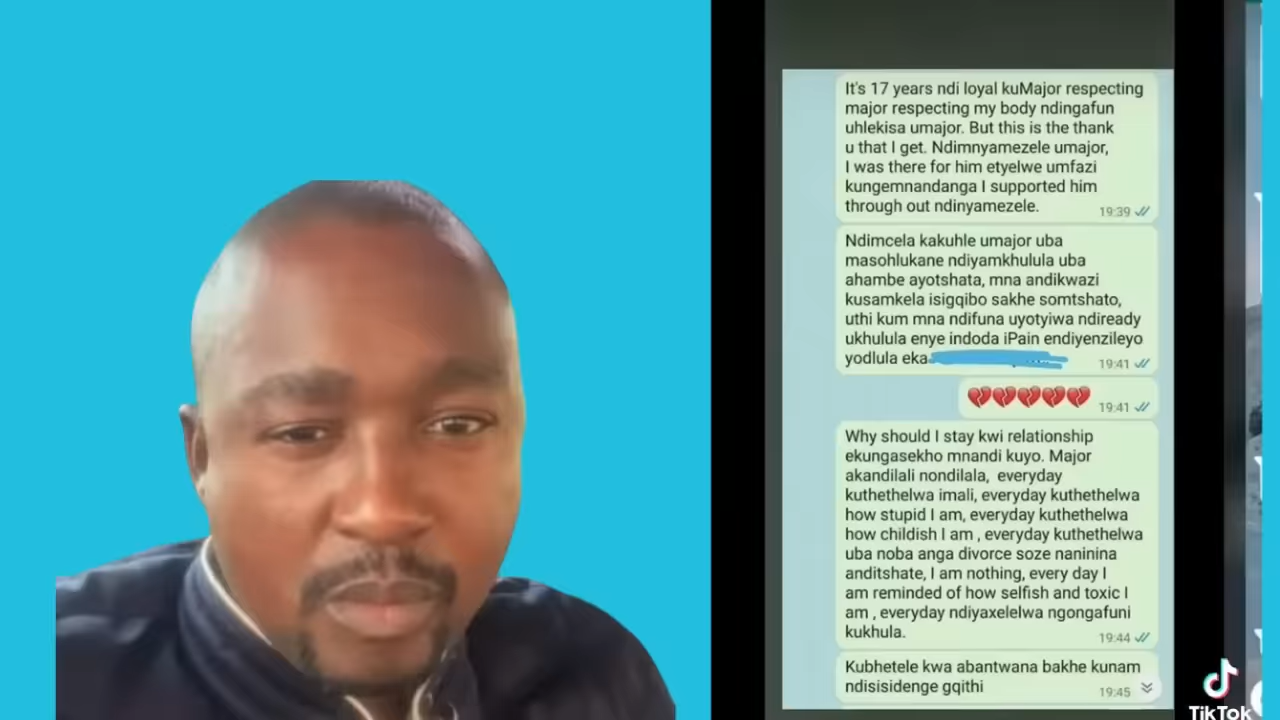 It's 17 years ndi loyal kuMajor respecting
major respecting my body ndingafun
uhlekisa umajor. But this is the thank
u that I get. Ndimnyamezele umajor,
I was there for him etyelwe umfazi
kungemnandanga I supported him
through out ndinyamezele.
19:39
Ndimcela kakuhle umajor uba
masohlukane ndiyamkhulula uba
ahambe ayotshata, mna andikwazi
kusamkela isigqibo sakhe somtshato,
uthi kum mna ndifuna uyotyiwa ndiready
ukhulula enye indoda iPain endiyenzileyo
yodlula eka
19:41
💔💔💔💔💔 19:41
Why should I stay kwi relationship
ekungasekho mnandi kuyo. Major
akandilali nondilala, everyday
kuthethelwa imali, everyday kuthethelwa
how stupid I am, everyday kuthethelwa
how childish I am , everyday kuthethelwa
uba noba anga divorce soze naninina
anditshate, I am nothing, every day I
am reminded of how selfish and toxic I
am , everyday ndiyaxelelwa ngongafuni
kukhula.
19:44
Kubhetele kwa abantwana bakhe kunam
ndisisidenge gqithi
19:45
TikTok